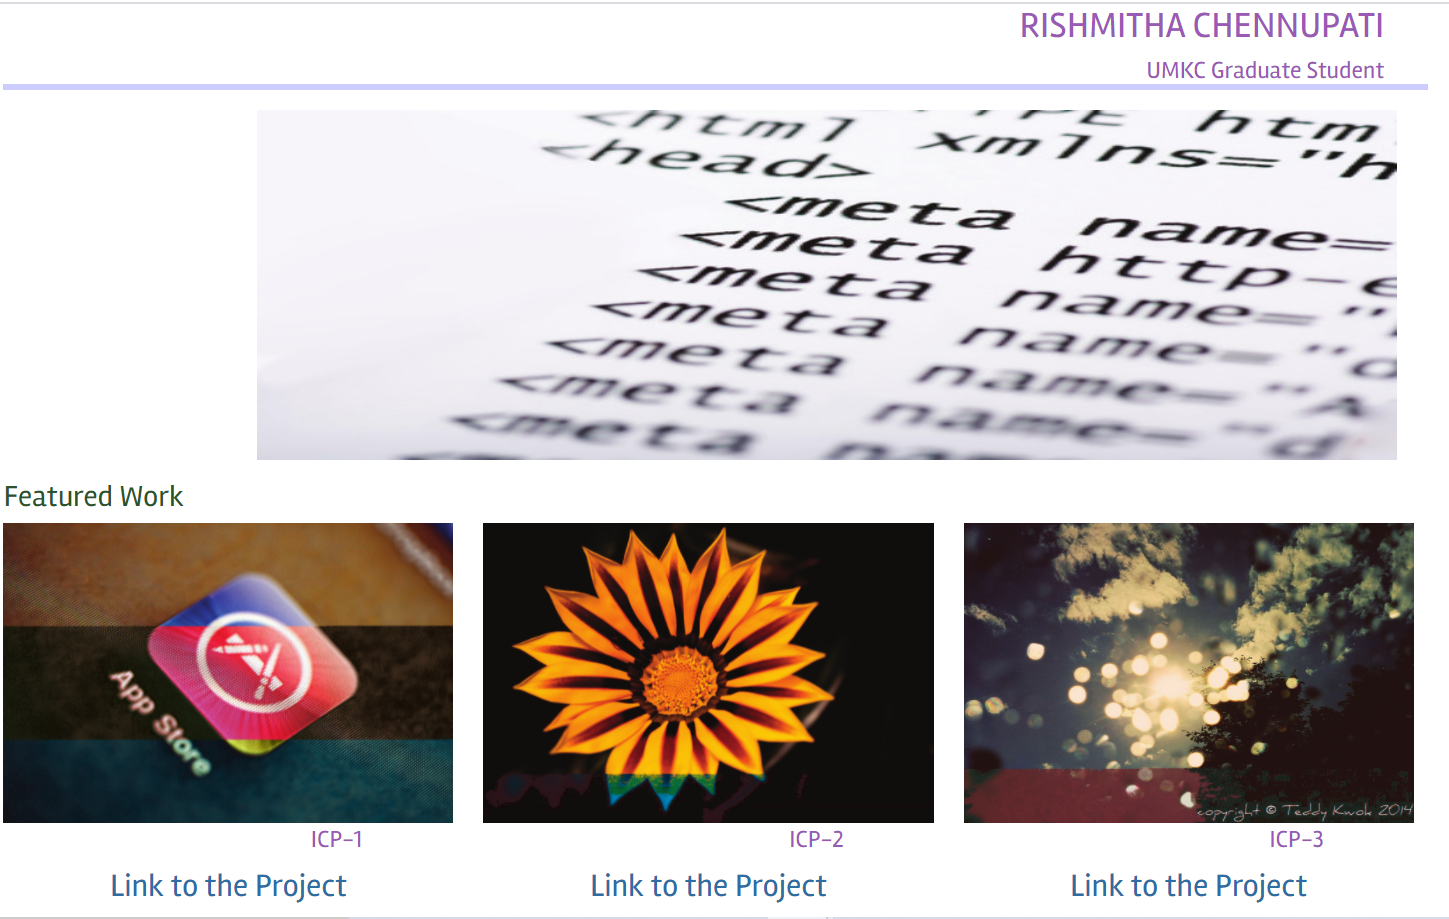 RISHMITHA CHENNUPATI
UMKC Graduate Student
<html xmlns="h
<head>
<meta name=
<meta http-e
<meta name="
<meta name="d
<meta name="A
<meta name="d
<meta
Featured Work
App Store
copyright © Teddy Kwok 2014
ICP-1
ICP-2
ICP-3
Link to the Project
Link to the Project
Link to the Project